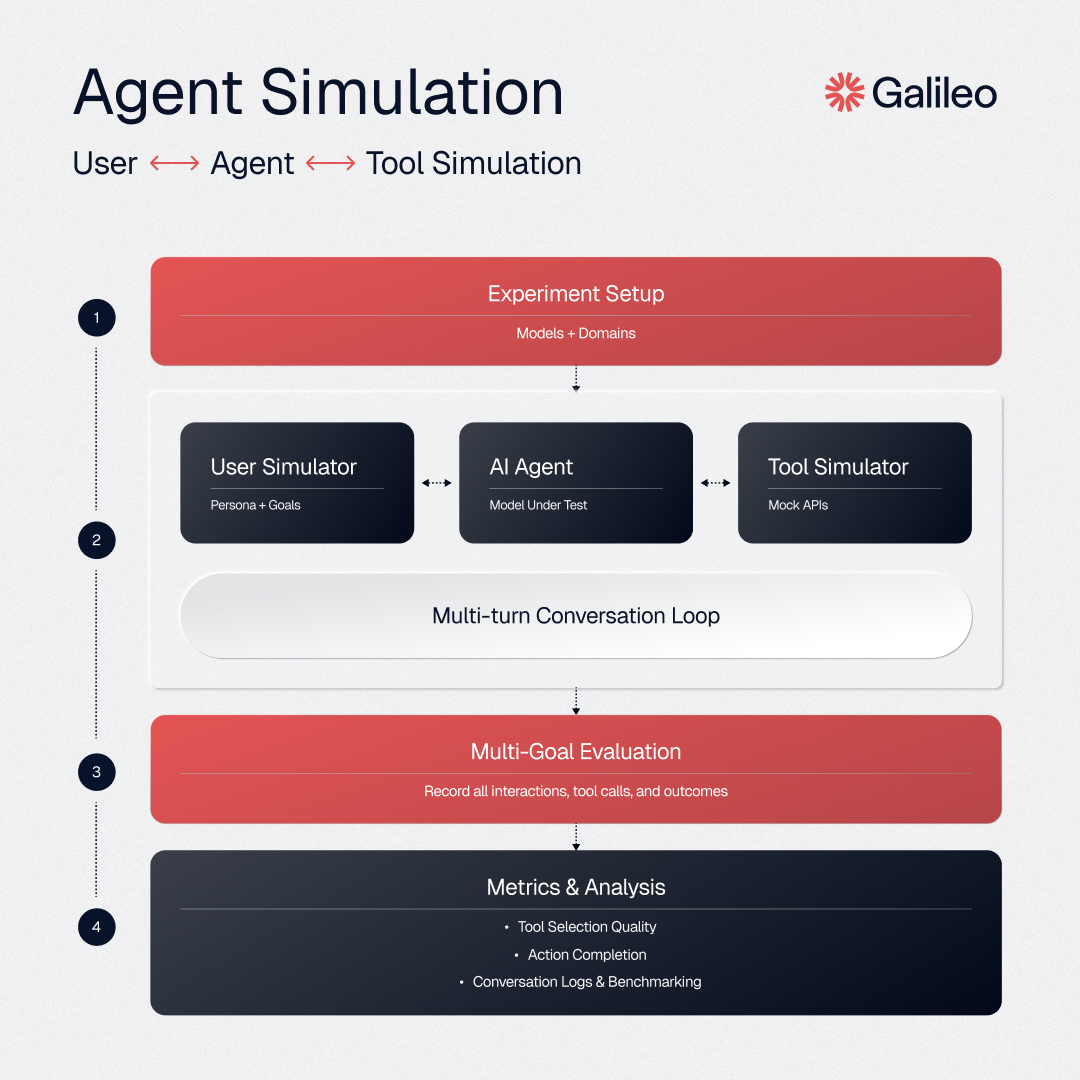 Agent Simulation
Galileo
User ⟷ Agent ⟷ Tool Simulation
1
Experiment Setup
Models + Domains
2
User Simulator
Persona + Goals
AI Agent
Model Under Test
Tool Simulator
Mock APIs
Multi-turn Conversation Loop
3
Multi-Goal Evaluation
Record all interactions, tool calls, and outcomes
4
Metrics & Analysis
• Tool Selection Quality
• Action Completion
• Conversation Logs & Benchmarking